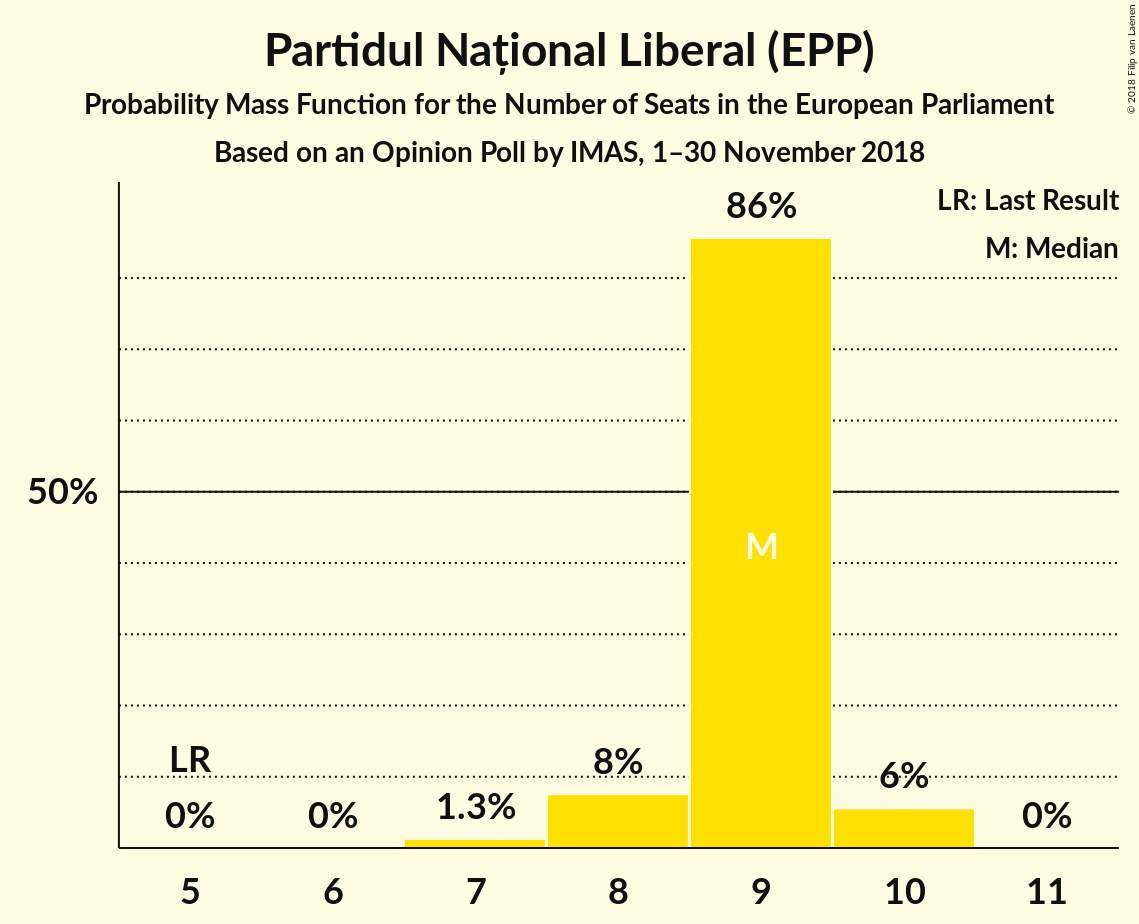 Partidul Național Liberal (EPP)
Probability Mass Function for the Number of Seats in the European Parliament
Based on an Opinion Poll by IMAS, 1–30 November 2018
© 2018 Filip van Laenen
LR: Last Result
M: Median
86%
50%
M
LR
0%
0%
1.3%
8%
6%
0%
5 6 7 8 9 10 11